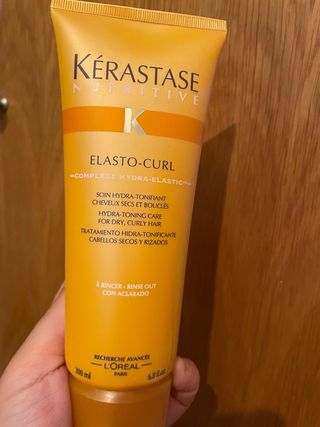 KÉRASTASE
NUTRITIVE
K
ELASTO-CURL
COMPLEXE HYDRA-ELASTIC
SOIN HYDRA-TONIFIANT
CHEVEUX SECS ET BOUCLÉS
HYDRA-TONING CARE
FOR DRY, CURLY HAIR
TRATAMIENTO HIDRA-TONIFICANTE
CABELLOS SECOS Y RIZADOS
À RINCER - RINSE OUT
CON ACLARADO
RECHERCHE AVANCÉE
L'ORÉAL
PARIS
200 ml 6.8 fl.oz.